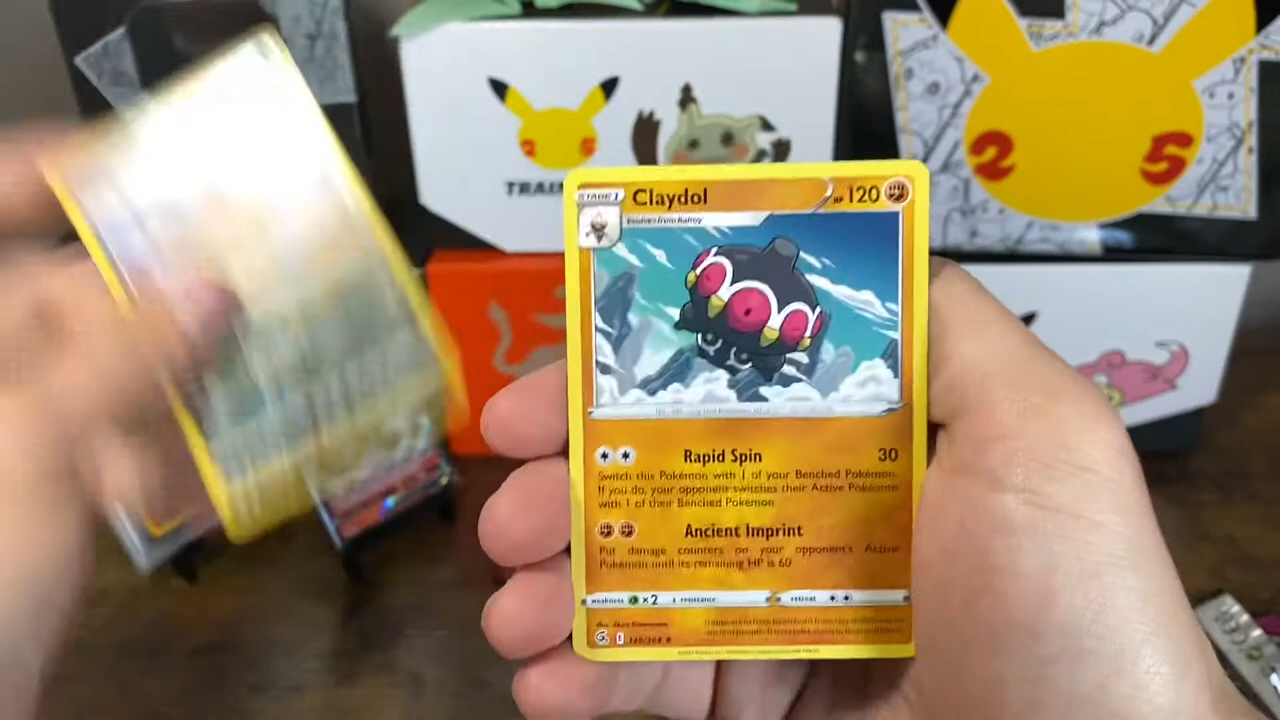 2 5
2 5
TRAIN
STAGE 1 Claydol HP 120
Evolves from Baltoy
Rapid Spin 30
Switch this Pokémon with 1 of your Benched Pokémon.
If you do, your opponent switches their Active Pokémon
with 1 of their Benched Pokémon.
Ancient Imprint
Put damage counters on your opponent's Active
Pokémon until its remaining HP is 60.
weakness ×2 resistance retreat